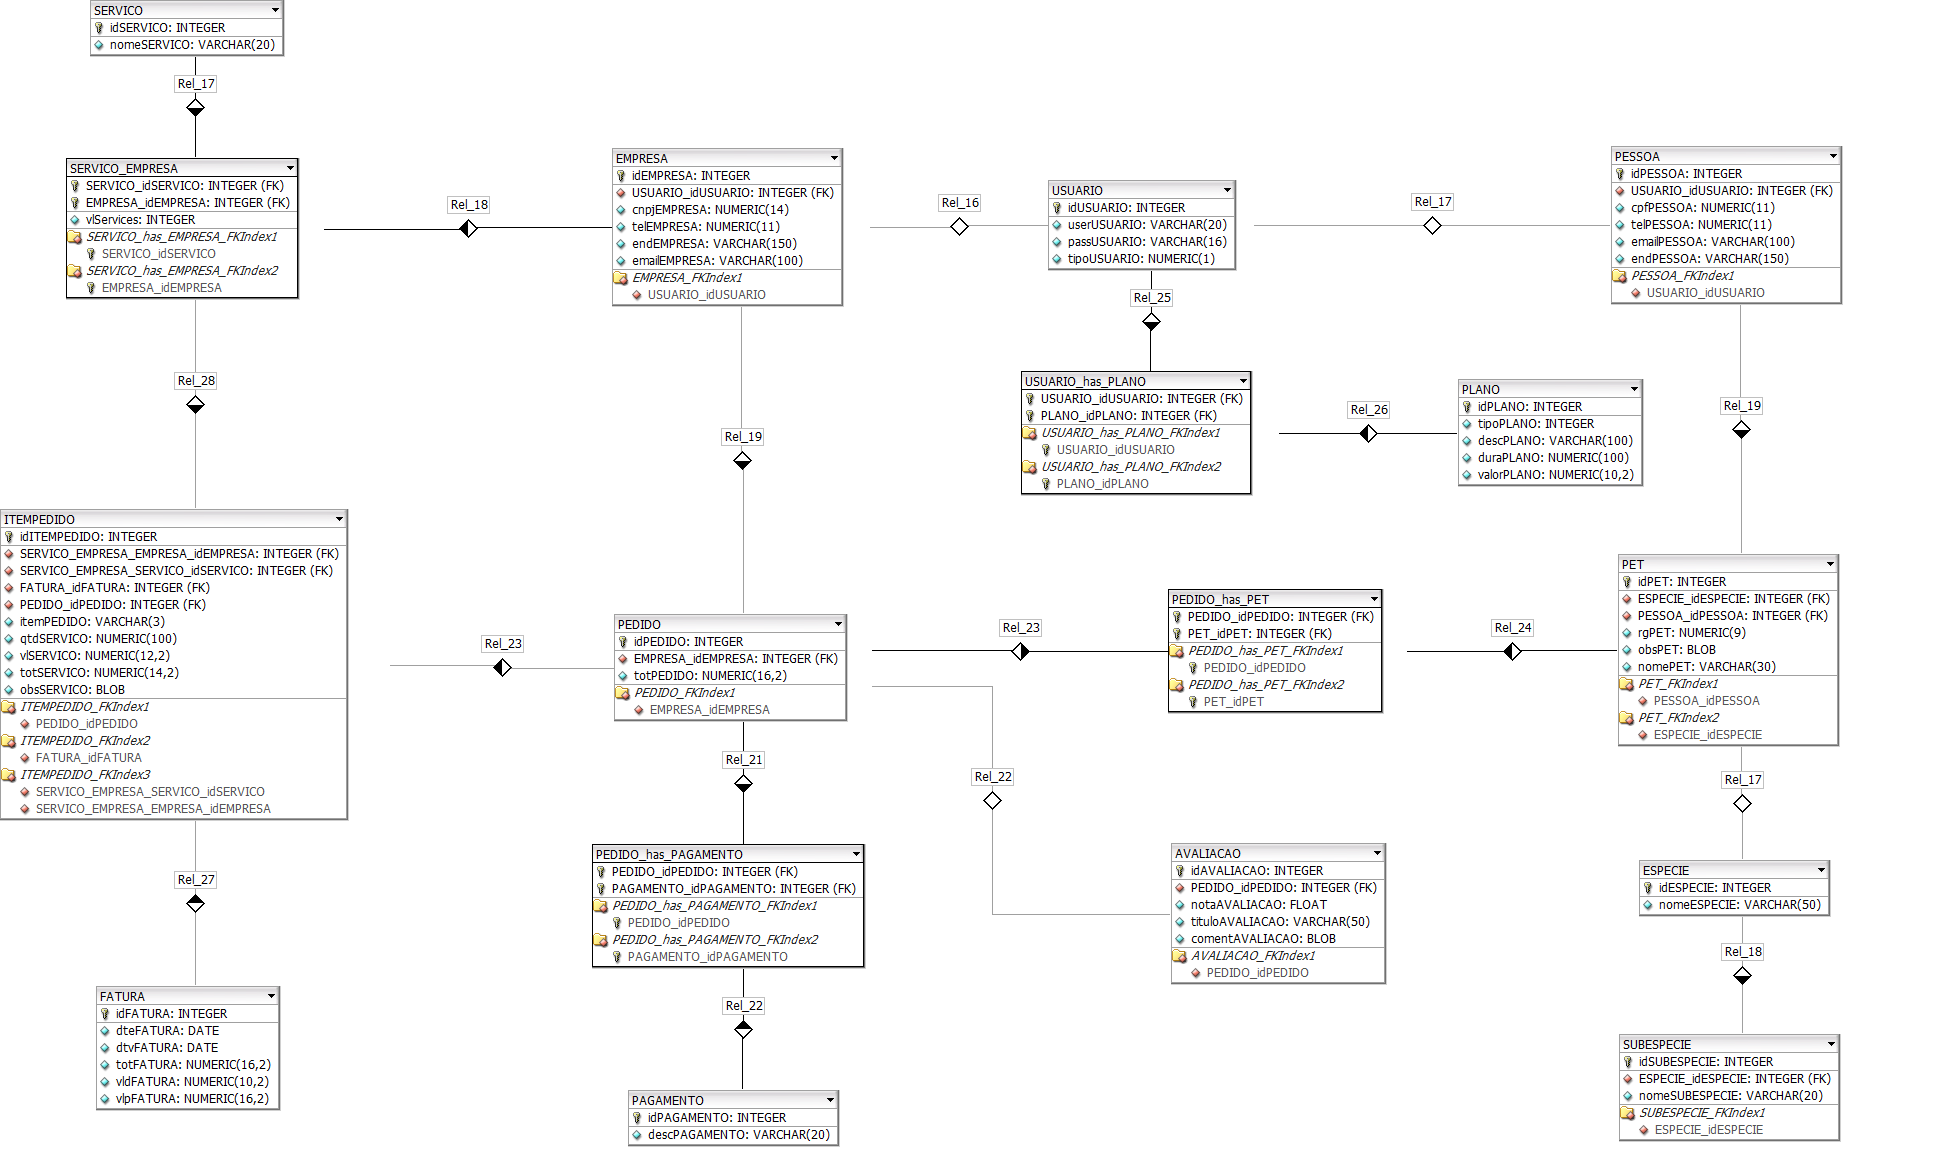 SERVICO
idSERVICO: INTEGER
nomeSERVICO: VARCHAR(20)
Rel_17
SERVICO_EMPRESA
SERVICO_idSERVICO: INTEGER (FK)
EMPRESA_idEMPRESA: INTEGER (FK)
vlServices: INTEGER
SERVICO_has_EMPRESA_FKIndex1
SERVICO_idSERVICO
SERVICO_has_EMPRESA_FKIndex2
EMPRESA_idEMPRESA
Rel_18
EMPRESA
idEMPRESA: INTEGER
USUARIO_idUSUARIO: INTEGER (FK)
cnpjEMPRESA: NUMERIC(14)
telEMPRESA: NUMERIC(11)
endEMPRESA: VARCHAR(150)
emailEMPRESA: VARCHAR(100)
EMPRESA_FKIndex1
USUARIO_idUSUARIO
Rel_16
USUARIO
idUSUARIO: INTEGER
userUSUARIO: VARCHAR(20)
passUSUARIO: VARCHAR(16)
tipoUSUARIO: NUMERIC(1)
Rel_17
PESSOA
idPESSOA: INTEGER
USUARIO_idUSUARIO: INTEGER (FK)
cpfPESSOA: NUMERIC(11)
telPESSOA: NUMERIC(11)
emailPESSOA: VARCHAR(100)
endPESSOA: VARCHAR(150)
PESSOA_FKIndex1
USUARIO_idUSUARIO
Rel_25
USUARIO_has_PLANO
USUARIO_idUSUARIO: INTEGER (FK)
PLANO_idPLANO: INTEGER (FK)
USUARIO_has_PLANO_FKIndex1
USUARIO_idUSUARIO
USUARIO_has_PLANO_FKIndex2
PLANO_idPLANO
Rel_26
PLANO
idPLANO: INTEGER
tipoPLANO: INTEGER
descPLANO: VARCHAR(100)
duraPLANO: NUMERIC(100)
valorPLANO: NUMERIC(10,2)
Rel_28
Rel_19
Rel_19
ITEMPEDIDO
idITEMPEDIDO: INTEGER
SERVICO_EMPRESA_EMPRESA_idEMPRESA: INTEGER (FK)
SERVICO_EMPRESA_SERVICO_idSERVICO: INTEGER (FK)
FATURA_idFATURA: INTEGER (FK)
PEDIDO_idPEDIDO: INTEGER (FK)
itemPEDIDO: VARCHAR(3)
qtdSERVICO: NUMERIC(100)
vlSERVICO: NUMERIC(12,2)
totSERVICO: NUMERIC(14,2)
obsSERVICO: BLOB
ITEMPEDIDO_FKIndex1
PEDIDO_idPEDIDO
ITEMPEDIDO_FKIndex2
FATURA_idFATURA
ITEMPEDIDO_FKIndex3
SERVICO_EMPRESA_SERVICO_idSERVICO
SERVICO_EMPRESA_EMPRESA_idEMPRESA
Rel_23
PEDIDO
idPEDIDO: INTEGER
EMPRESA_idEMPRESA: INTEGER (FK)
totPEDIDO: NUMERIC(16,2)
PEDIDO_FKIndex1
EMPRESA_idEMPRESA
Rel_23
PEDIDO_has_PET
PEDIDO_idPEDIDO: INTEGER (FK)
PET_idPET: INTEGER (FK)
PEDIDO_has_PET_FKIndex1
PEDIDO_idPEDIDO
PEDIDO_has_PET_FKIndex2
PET_idPET
Rel_24
PET
idPET: INTEGER
ESPECIE_idESPECIE: INTEGER (FK)
PESSOA_idPESSOA: INTEGER (FK)
rgPET: NUMERIC(9)
obsPET: BLOB
nomePET: VARCHAR(30)
PET_FKIndex1
PESSOA_idPESSOA
PET_FKIndex2
ESPECIE_idESPECIE
Rel_21
Rel_22
Rel_17
PEDIDO_has_PAGAMENTO
PEDIDO_idPEDIDO: INTEGER (FK)
PAGAMENTO_idPAGAMENTO: INTEGER (FK)
PEDIDO_has_PAGAMENTO_FKIndex1
PEDIDO_idPEDIDO
PEDIDO_has_PAGAMENTO_FKIndex2
PAGAMENTO_idPAGAMENTO
AVALIACAO
idAVALIACAO: INTEGER
PEDIDO_idPEDIDO: INTEGER (FK)
notaAVALIACAO: FLOAT
tituloAVALIACAO: VARCHAR(50)
comentAVALIACAO: BLOB
AVALIACAO_FKIndex1
PEDIDO_idPEDIDO
ESPECIE
idESPECIE: INTEGER
nomeESPECIE: VARCHAR(50)
Rel_27
Rel_18
FATURA
idFATURA: INTEGER
dteFATURA: DATE
dtvFATURA: DATE
totFATURA: NUMERIC(16,2)
vldFATURA: NUMERIC(10,2)
vlpFATURA: NUMERIC(16,2)
Rel_22
PAGAMENTO
idPAGAMENTO: INTEGER
descPAGAMENTO: VARCHAR(20)
SUBESPECIE
idSUBESPECIE: INTEGER
ESPECIE_idESPECIE: INTEGER (FK)
nomeSUBESPECIE: VARCHAR(20)
SUBESPECIE_FKIndex1
ESPECIE_idESPECIE